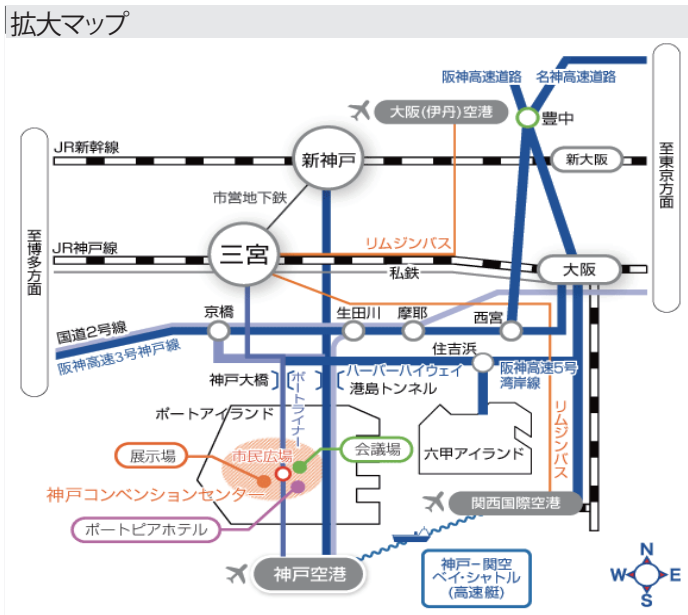 拡大マップ
阪神高速道路
名神高速道路
大阪(伊丹)空港
豊中
至東京方面
JR新幹線
新神戸
新大阪
市営地下鉄
至博多方面
リムジンバス
JR神戸線
三宮
私鉄
大阪
京橋
生田川
摩耶
西宮
国道2号線
阪神高速3号神戸線
住吉浜
神戸大橋
ポートライナー
ハーバーハイウェイ
港島トンネル
阪神高速5号
湾岸線
ポートアイランド
リムジンバス
展示場
市民広場
会議場
六甲アイランド
神戸コンベンションセンター
ポートピアホテル
関西国際空港
神戸空港
神戸−関空
ベイ・シャトル
(高速艇)
N
W
E
S